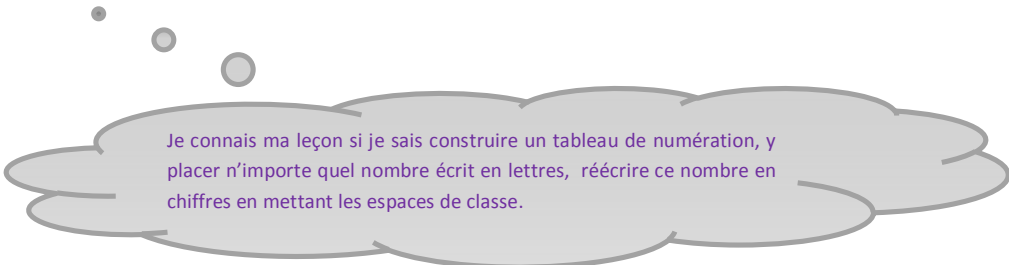 Je connais ma leçon si je sais construire un tableau de numération, y
placer n’importe quel nombre écrit en lettres, réécrire ce nombre en
chiffres en mettant les espaces de classe.